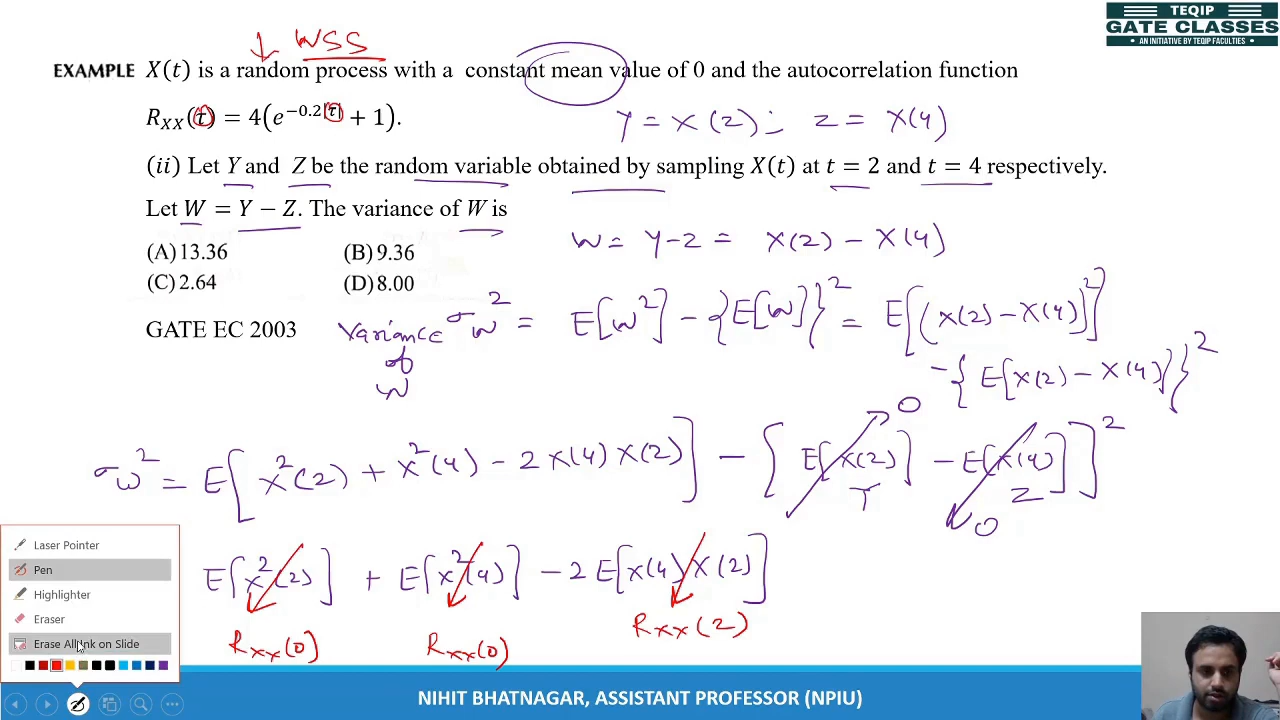 TEQIP
GATE CLASSES
AN INITIATIVE BY TEQIP FACULTIES
↓ WSS
EXAMPLE X(t) is a random process with a constant mean value of 0 and the autocorrelation function
R_XX(τ) = 4(e^{−0.2|τ|} + 1).
Y = X(2); Z = X(4)
(ii) Let Y and Z be the random variable obtained by sampling X(t) at t = 2 and t = 4 respectively.
Let W = Y − Z. The variance of W is
W = Y-Z = X(2) - X(4)
(A) 13.36 (B) 9.36
(C) 2.64 (D) 8.00
GATE EC 2003
Variance of W σ_W^2 = E[W^2] - {E[W]}^2 = E[(X(2) - X(4))^2]
- {E[X(2) - X(4)]}^2
σ_W^2 = E[X^2(2) + X^2(4) - 2X(4)X(2)] - {E[X(2)] - E[X(4)]}^2
0
Y Z
0
E[X^2(2)] + E[X^2(4)] - 2E[X(4)X(2)]
R_XX(0) R_XX(0) R_XX(2)
Laser Pointer
Pen
Highlighter
Eraser
Erase All Ink on Slide
NIHIT BHATNAGAR, ASSISTANT PROFESSOR (NPIU)